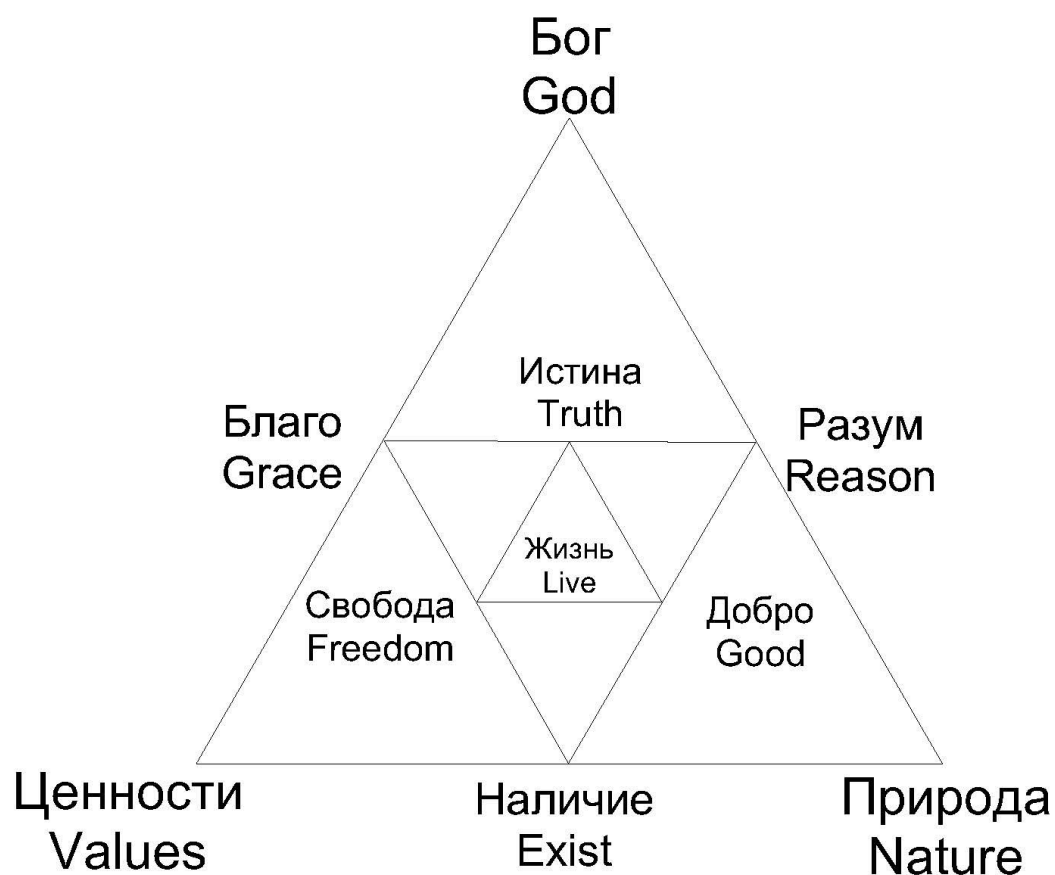 Бог
God
Истина
Truth
Благо
Grace
Разум
Reason
Жизнь
Live
Свобода
Freedom
Добро
Good
Ценности
Values
Наличие
Exist
Природа
Nature